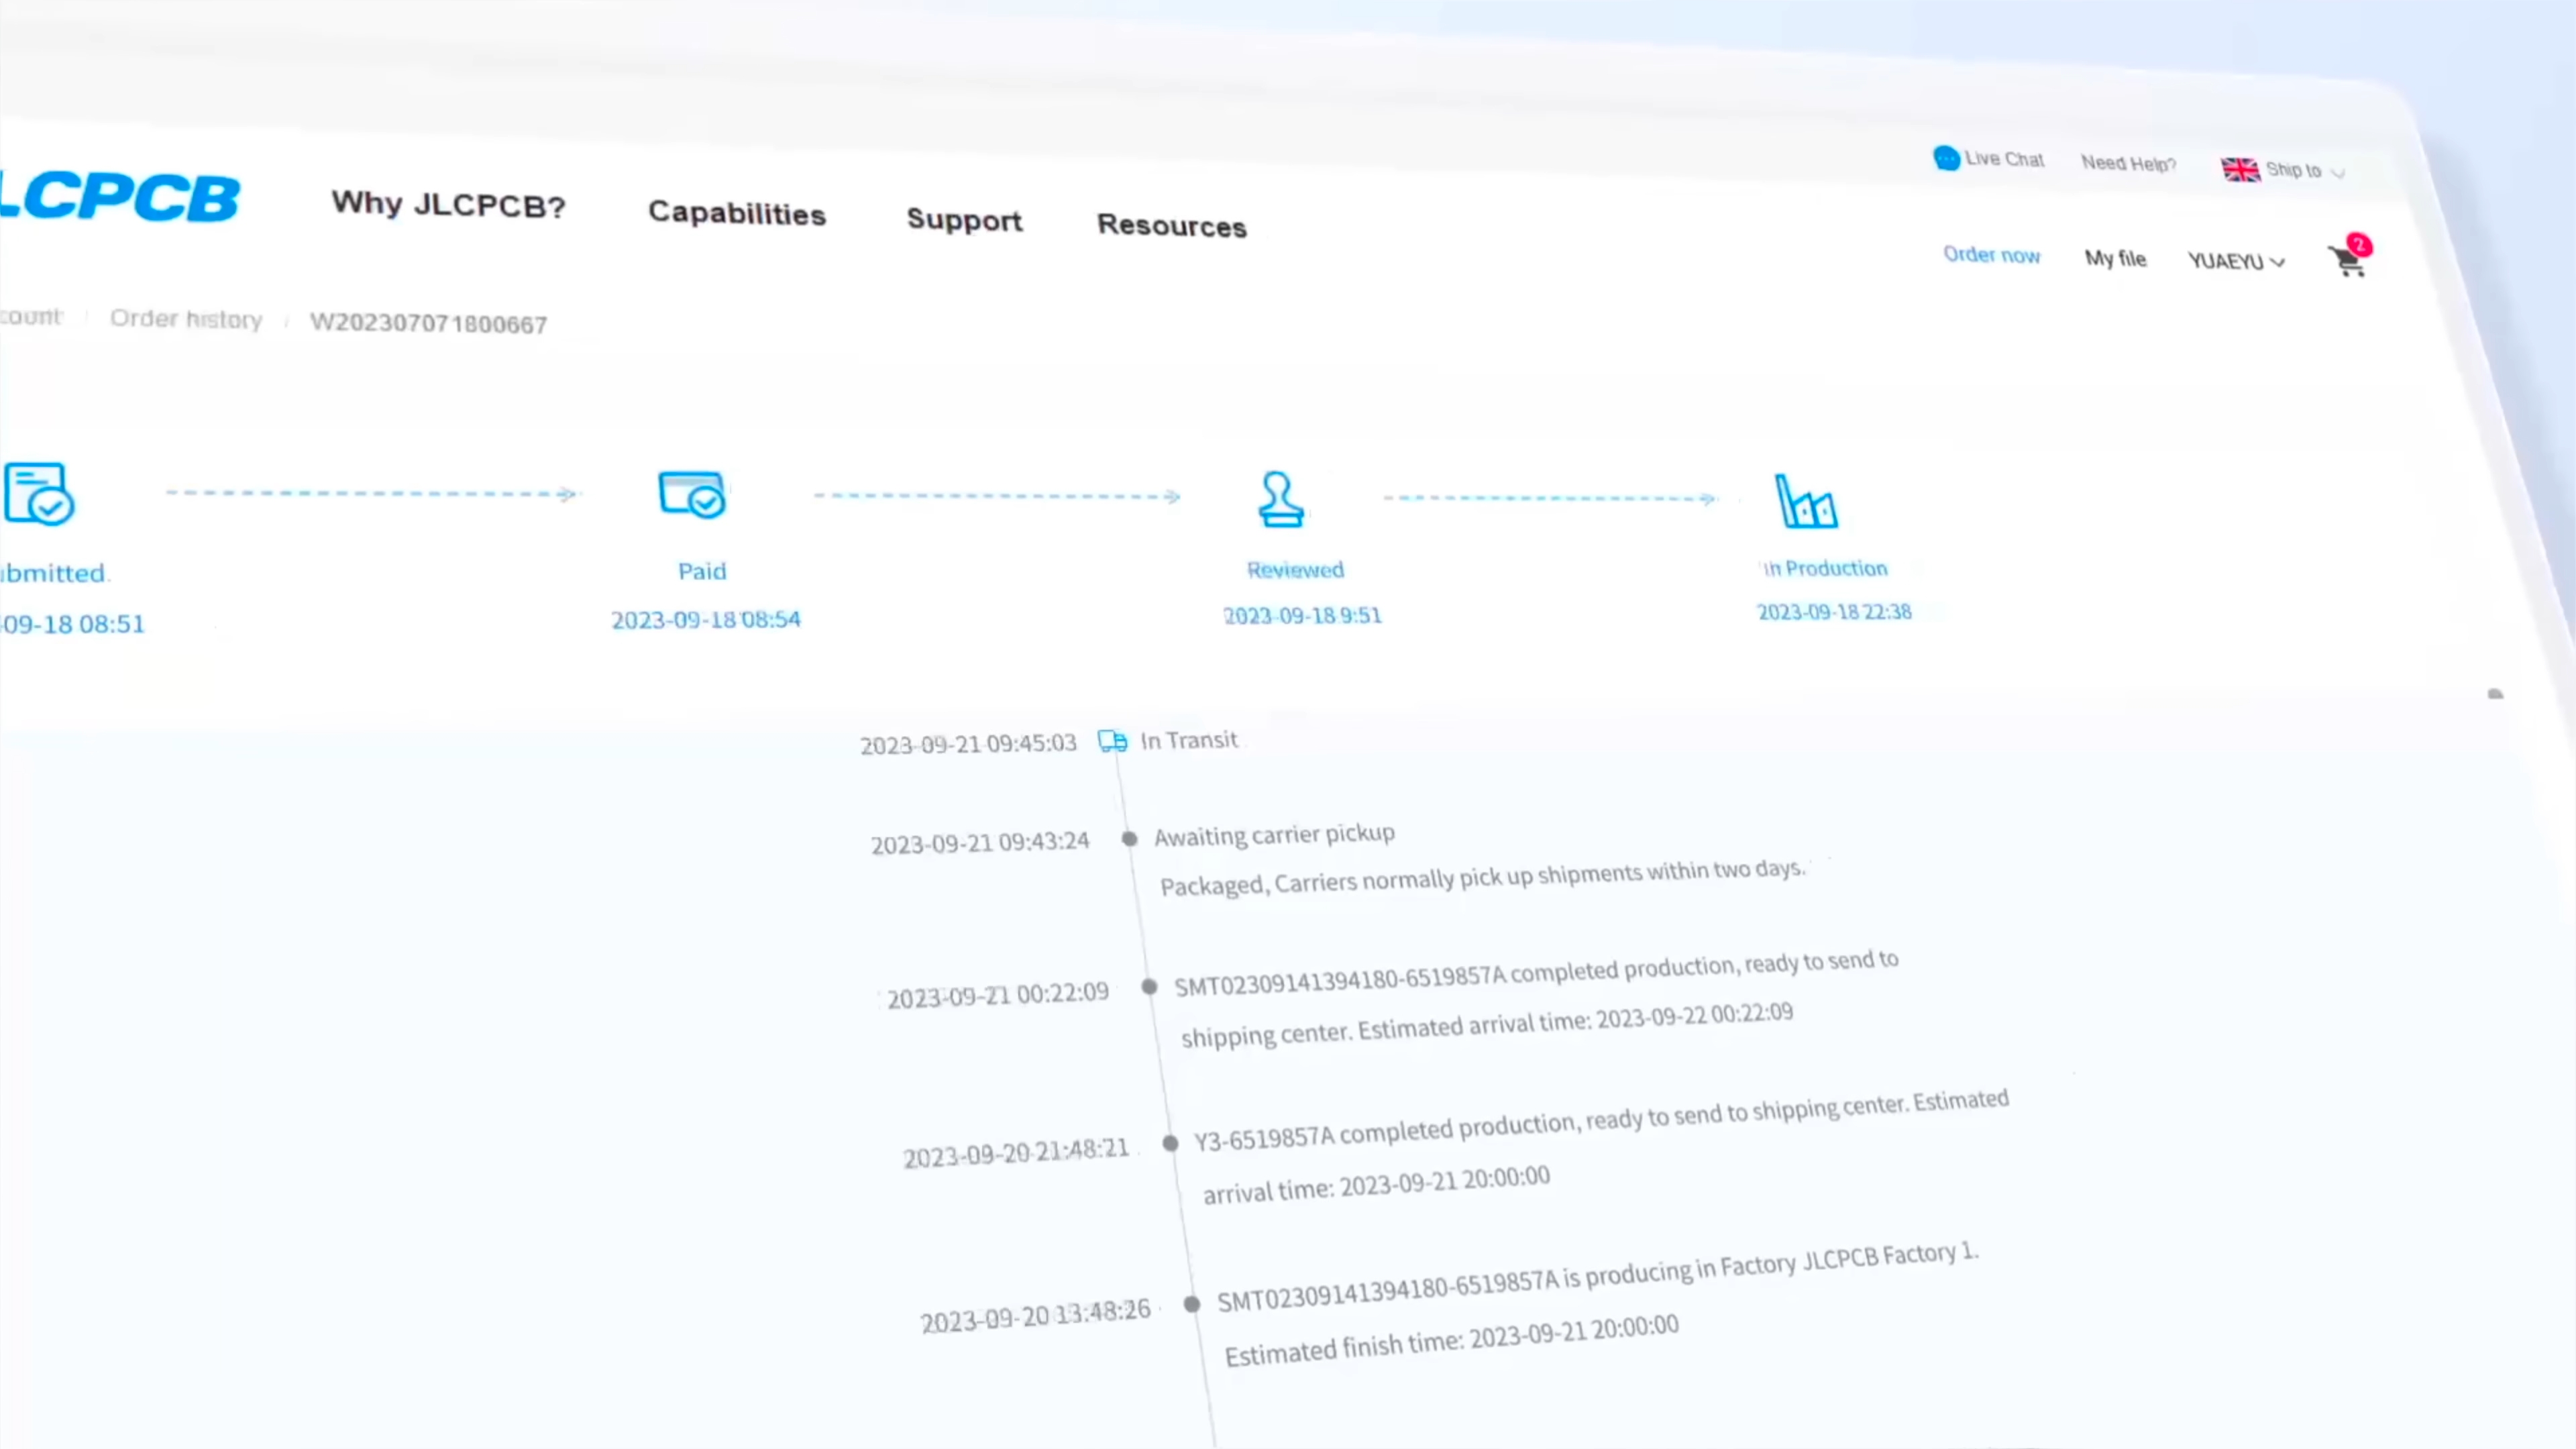 LCPCB Why JLCPCB? Capabilities Support Resources
Live Chat Need Help? Ship to
Order now My file YUAEYU 2
count Order history W202307071800667
bmitted. Paid Reviewed In Production
09-18 08:51 2023-09-18 08:54 2023-09-18 9:51 2023-09-18 22:38
2023-09-21 09:45:03 In Transit
2023-09-21 09:43:24 Awaiting carrier pickup
Packaged, Carriers normally pick up shipments within two days.
2023-09-21 00:22:09 SMT02309141394180-6519857A completed production, ready to send to
shipping center. Estimated arrival time: 2023-09-22 00:22:09
2023-09-20 21:48:21 Y3-6519857A completed production, ready to send to shipping center. Estimated
arrival time: 2023-09-21 20:00:00
2023-09-20 13:48:26 SMT02309141394180-6519857A is producing in Factory JLCPCB Factory 1.
Estimated finish time: 2023-09-21 20:00:00